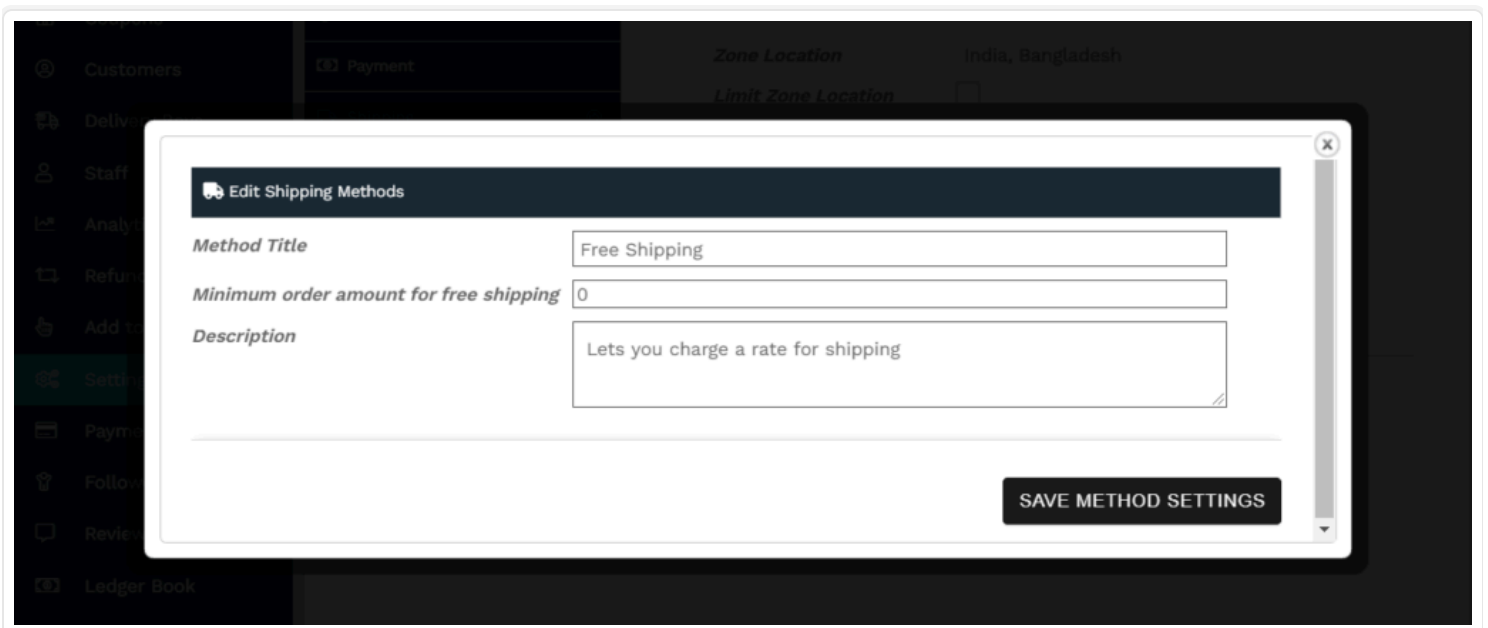 Coupons
Customers
Payment
Zone Location
India, Bangladesh
Limit Zone Location
Staff
Edit Shipping Methods
Method Title
Free Shipping
Minimum order amount for free shipping
0
Description
Lets you charge a rate for shipping
SAVE METHOD SETTINGS
Ledger Book
x